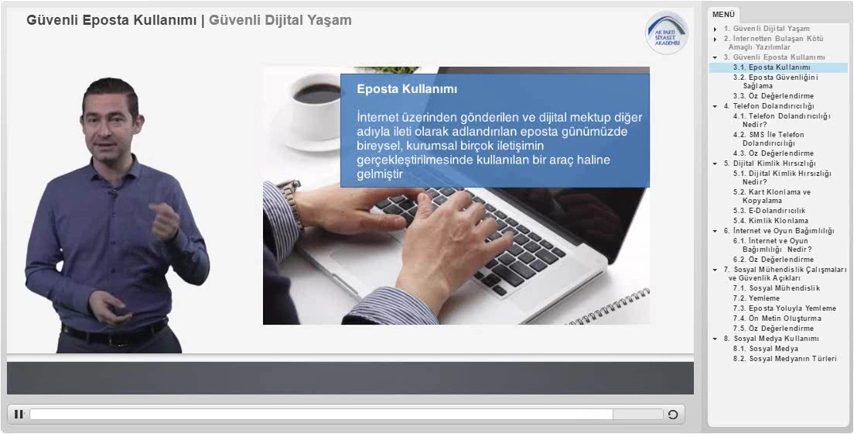 Güvenli Eposta Kullanımı | Güvenli Dijital Yaşam
AK PARTİ
SİYASET
AKADEMİSİ
Eposta Kullanımı
İnternet üzerinden gönderilen ve dijital mektup diğer
adıyla ileti olarak adlandırılan eposta günümüzde
bireysel, kurumsal birçok iletişimin
gerçekleştirilmesinde kullanılan bir araç haline
gelmiştir
MENÜ
1. Güvenli Dijital Yaşam
2. İnternetten Bulaşan Kötü
Amaçlı Yazılımlar
3. Güvenli Eposta Kullanımı
3.1. Eposta Kullanımı
3.2. Eposta Güvenliğini
Sağlama
3.3. Öz Değerlendirme
4. Telefon Dolandırıcılığı
4.1. Telefon Dolandırıcılığı
Nedir?
4.2. SMS İle Telefon
Dolandırıcılığı
4.3. Öz Değerlendirme
5. Dijital Kimlik Hırsızlığı
5.1. Dijital Kimlik Hırsızlığı
Nedir?
5.2. Kart Klonlama ve
Kopyalama
5.3. E-Dolandırıcılık
5.4. Kimlik Klonlama
6. İnternet ve Oyun Bağımlılığı
6.1. İnternet ve Oyun
Bağımlılığı Nedir?
6.2. Öz Değerlendirme
7. Sosyal Mühendislik Çalışmaları
ve Güvenlik Açıkları
7.1. Sosyal Mühendislik
7.2. Yemleme
7.3. Eposta Yoluyla Yemleme
7.4. Ön Metin Oluşturma
7.5. Öz Değerlendirme
8. Sosyal Medya Kullanımı
8.1. Sosyal Medya
8.2. Sosyal Medyanın Türleri